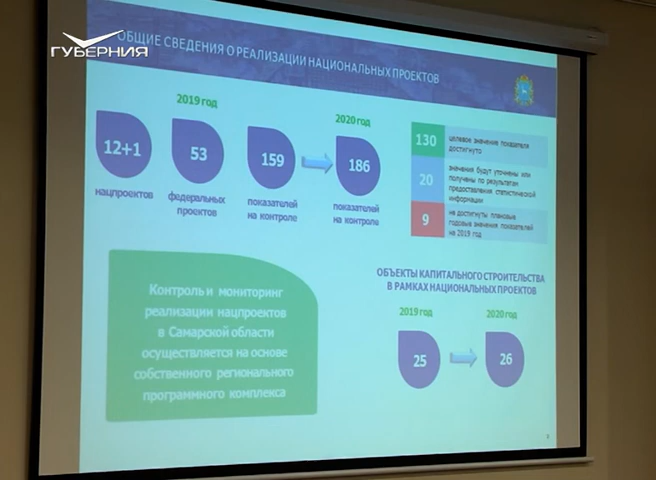 ГУБЕРНИЯ
ОБЩИЕ СВЕДЕНИЯ О РЕАЛИЗАЦИИ НАЦИОНАЛЬНЫХ ПРОЕКТОВ
2019 год
2020 год
12+1
53
159
186
нацпроектов
федеральных
проектов
показателей
на контроле
показателей
на контроле
130
целевое значение показателя
достигнуто
20
значения будут уточнены или
получены по результатам
предоставления статистической
информации
9
не достигнуты плановые
годовые значения показателей
на 2019 год
Контроль и мониторинг
реализации нацпроектов
в Самарской области
осуществляется на основе
собственного регионального
программного комплекса
ОБЪЕКТЫ КАПИТАЛЬНОГО СТРОИТЕЛЬСТВА
В РАМКАХ НАЦИОНАЛЬНЫХ ПРОЕКТОВ
2019 год
2020 год
25
26